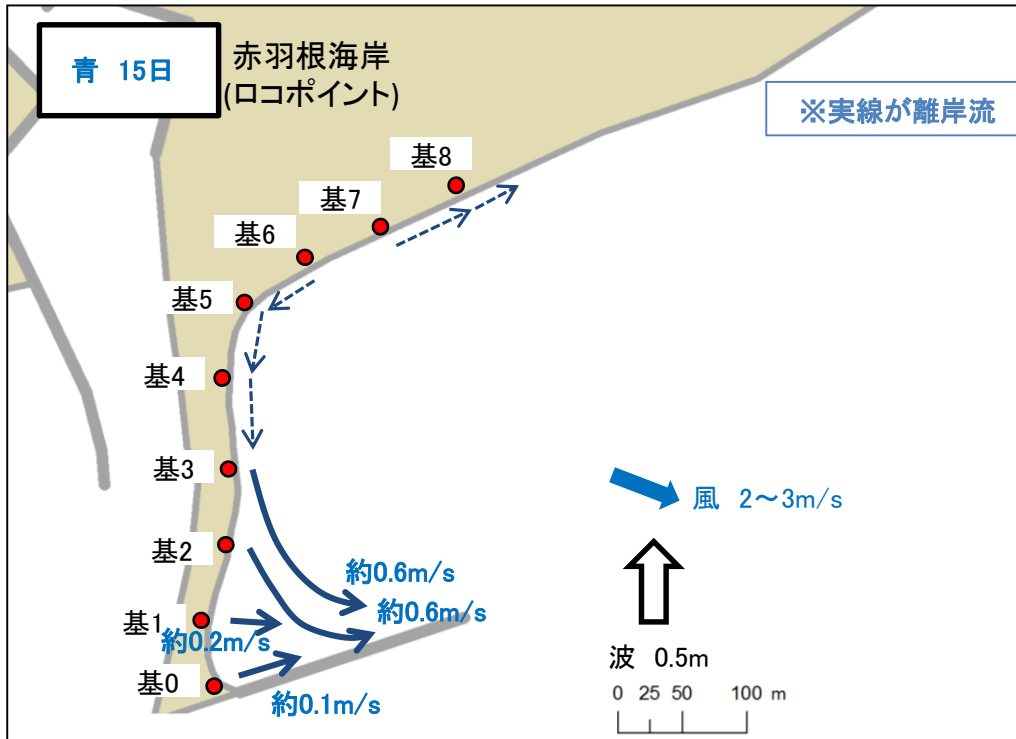 青 15日
赤羽根海岸
(ロコポイント)
※実線が離岸流
基8
基7
基6
基5
基4
基3
基2
基1
基0
約0.6m/s
約0.6m/s
約0.2m/s
約0.1m/s
風 2～3m/s
波 0.5m
0 25 50 100 m